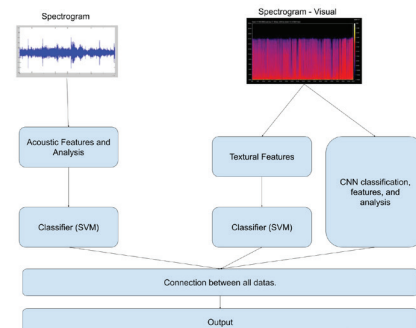 Spectrogram
Spectrogram - Visual
Acoustic Features and
Analysis
Textural Features
CNN classification,
features, and
analysis
Classifier (SVM)
Classifier (SVM)
Connection between all datas.
Output